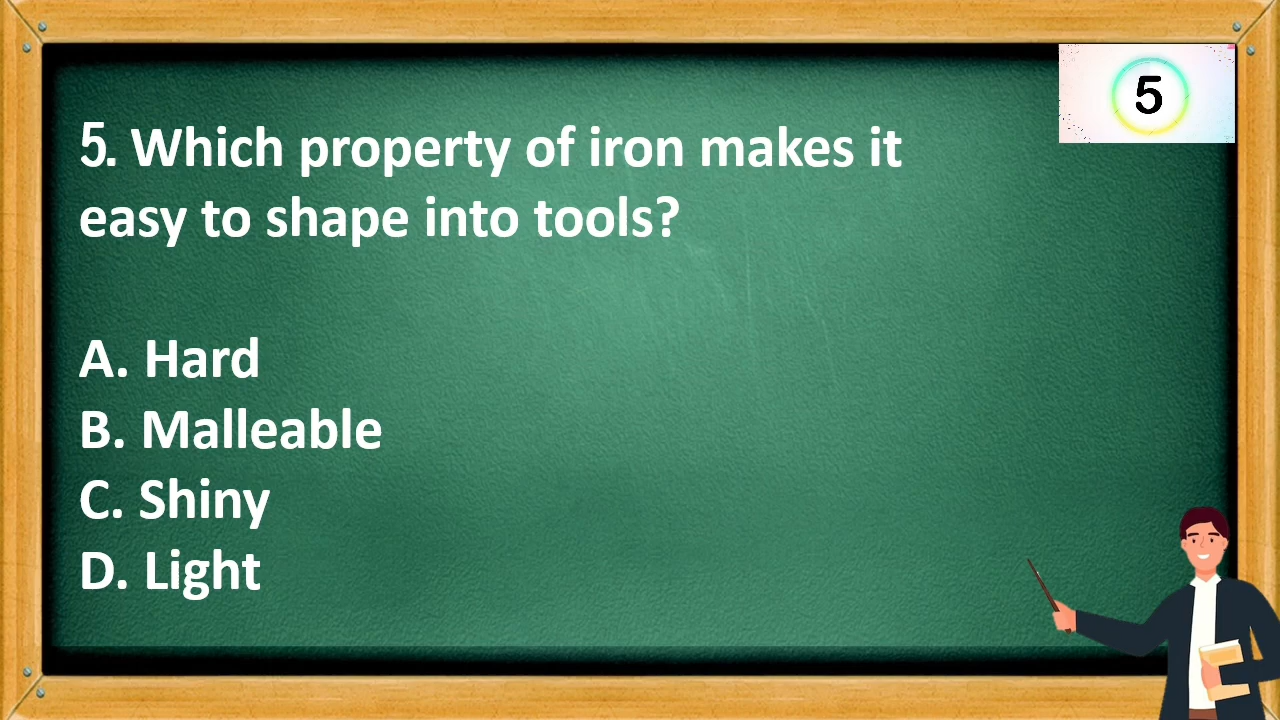 5. Which property of iron makes it
easy to shape into tools?
A. Hard
B. Malleable
C. Shiny
D. Light
5